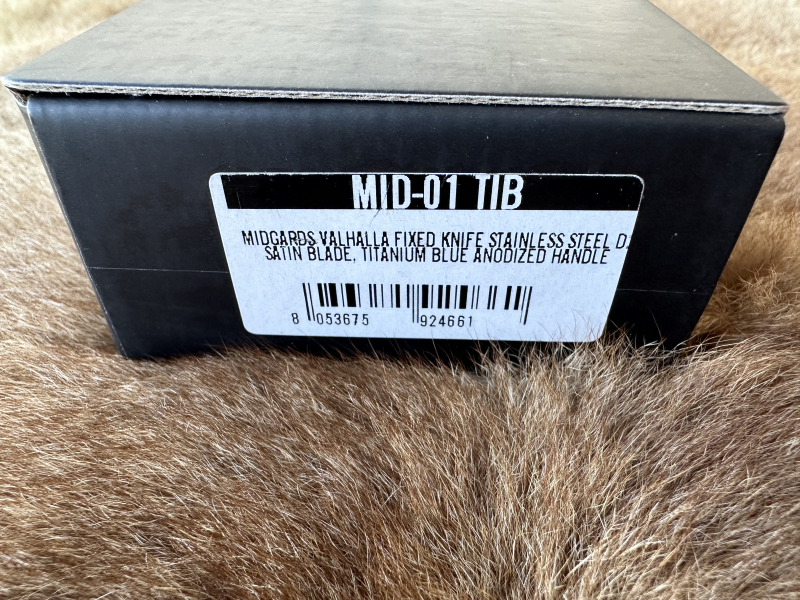 MID-01 TIB
MIDGARDS VALHALLA FIXED KNIFE STAINLESS STEEL D.
SATIN BLADE, TITANIUM BLUE ANODIZED HANDLE
8 053675 924661